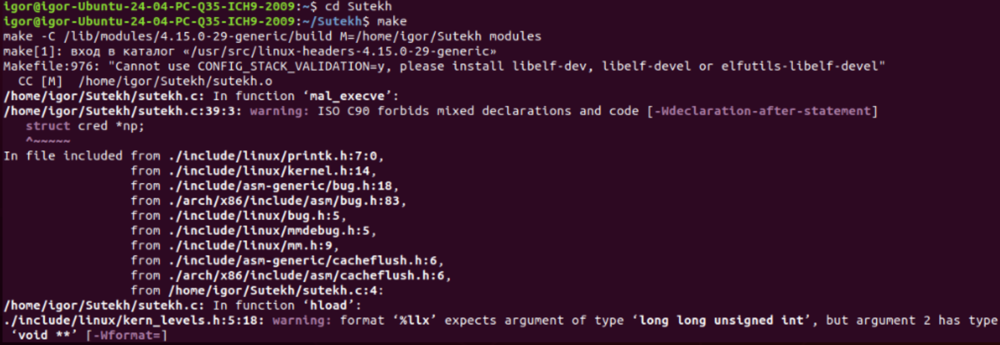 igor@igor-Ubuntu-24-04-PC-Q35-ICH9-2009:~$ cd Sutekh
igor@igor-Ubuntu-24-04-PC-Q35-ICH9-2009:~/Sutekh$ make
make -C /lib/modules/4.15.0-29-generic/build M=/home/igor/Sutekh modules
make[1]: вход в каталог «/usr/src/linux-headers-4.15.0-29-generic»
Makefile:976: "Cannot use CONFIG_STACK_VALIDATION=y, please install libelf-dev, libelf-devel or elfutils-libelf-devel"
  CC [M]  /home/igor/Sutekh/sutekh.o
/home/igor/Sutekh/sutekh.c: In function ‘mal_execve’:
/home/igor/Sutekh/sutekh.c:39:3: warning: ISO C90 forbids mixed declarations and code [-Wdeclaration-after-statement]
   struct cred *np;
   ^~~~~~
In file included from ./include/linux/printk.h:7:0,
                 from ./include/linux/kernel.h:14,
                 from ./include/asm-generic/bug.h:18,
                 from ./arch/x86/include/asm/bug.h:83,
                 from ./include/linux/bug.h:5,
                 from ./include/linux/mmdebug.h:5,
                 from ./include/linux/mm.h:9,
                 from ./include/asm-generic/cacheflush.h:6,
                 from ./arch/x86/include/asm/cacheflush.h:6,
                 from /home/igor/Sutekh/sutekh.c:4:
/home/igor/Sutekh/sutekh.c: In function ‘hload’:
./include/linux/kern_levels.h:5:18: warning: format ‘%llx’ expects argument of type ‘long long unsigned int’, but argument 2 has type
 ‘void **’ [-Wformat=]